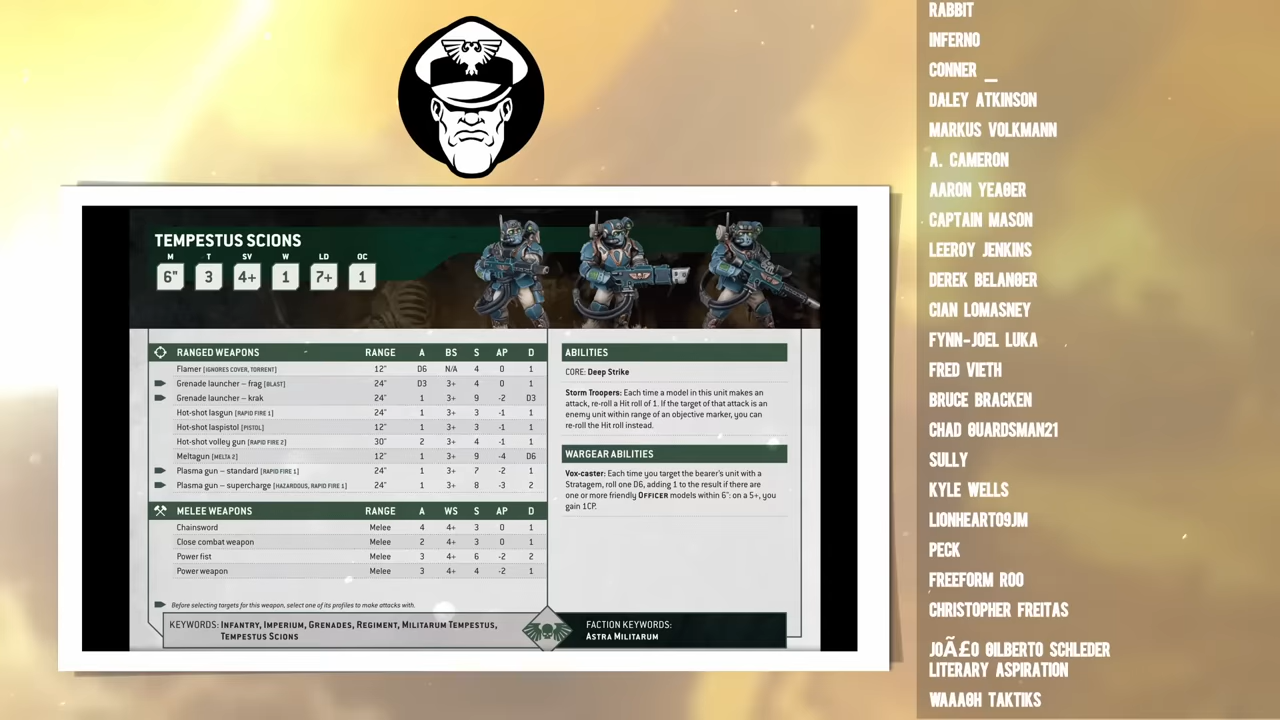 TEMPESTUS SCIONS
M T SV W LD OC
6" 3 4+ 1 7+ 1
RANGED WEAPONS RANGE A BS S AP D
Flamer [IGNORES COVER, TORRENT] 12" D6 N/A 4 0 1
Grenade launcher – frag [BLAST] 24" D3 3+ 4 0 1
Grenade launcher – krak 24" 1 3+ 9 -2 D3
Hot-shot lasgun [RAPID FIRE 1] 24" 1 3+ 3 -1 1
Hot-shot laspistol [PISTOL] 12" 1 3+ 3 -1 1
Hot-shot volley gun [RAPID FIRE 2] 30" 2 3+ 4 -1 1
Meltagun [MELTA 2] 12" 1 3+ 9 -4 D6
Plasma gun – standard [RAPID FIRE 1] 24" 1 3+ 7 -2 1
Plasma gun – supercharge [HAZARDOUS, RAPID FIRE 1] 24" 1 3+ 8 -3 2
MELEE WEAPONS RANGE A WS S AP D
Chainsword Melee 4 4+ 3 0 1
Close combat weapon Melee 2 4+ 3 0 1
Power fist Melee 3 4+ 6 -2 2
Power weapon Melee 3 4+ 4 -2 1
Before selecting targets for this weapon, select one of its profiles to make attacks with.
ABILITIES
CORE: Deep Strike
Storm Troopers: Each time a model in this unit makes an
attack, re-roll a Hit roll of 1. If the target of that attack is an
enemy unit within range of an objective marker, you can
re-roll the Hit roll instead.
WARGEAR ABILITIES
Vox-caster: Each time you target the bearer's unit with a
Stratagem, roll one D6, adding 1 to the result if there are
one or more friendly OFFICER models within 6": on a 5+, you
gain 1CP.
KEYWORDS: INFANTRY, IMPERIUM, GRENADES, REGIMENT, MILITARUM TEMPESTUS,
TEMPESTUS SCIONS
FACTION KEYWORDS:
ASTRA MILITARUM
RABBIT
INFERNO
CONNER _
DALEY ATKINSON
MARKUS VOLKMANN
A. CAMERON
AARON YEAGER
CAPTAIN MASON
LEEROY JENKINS
DEREK BELANGER
CIAN LOMASNEY
FYNN-JOEL LUKA
FRED VIETH
BRUCE BRACKEN
CHAD GUARDSMAN21
SULLY
KYLE WELLS
LIONHEART09JM
PECK
FREEFORM ROO
CHRISTOPHER FREITAS
JOÃ£O GILBERTO SCHLEDER
LITERARY ASPIRATION
WAAAGH TAKTIKS